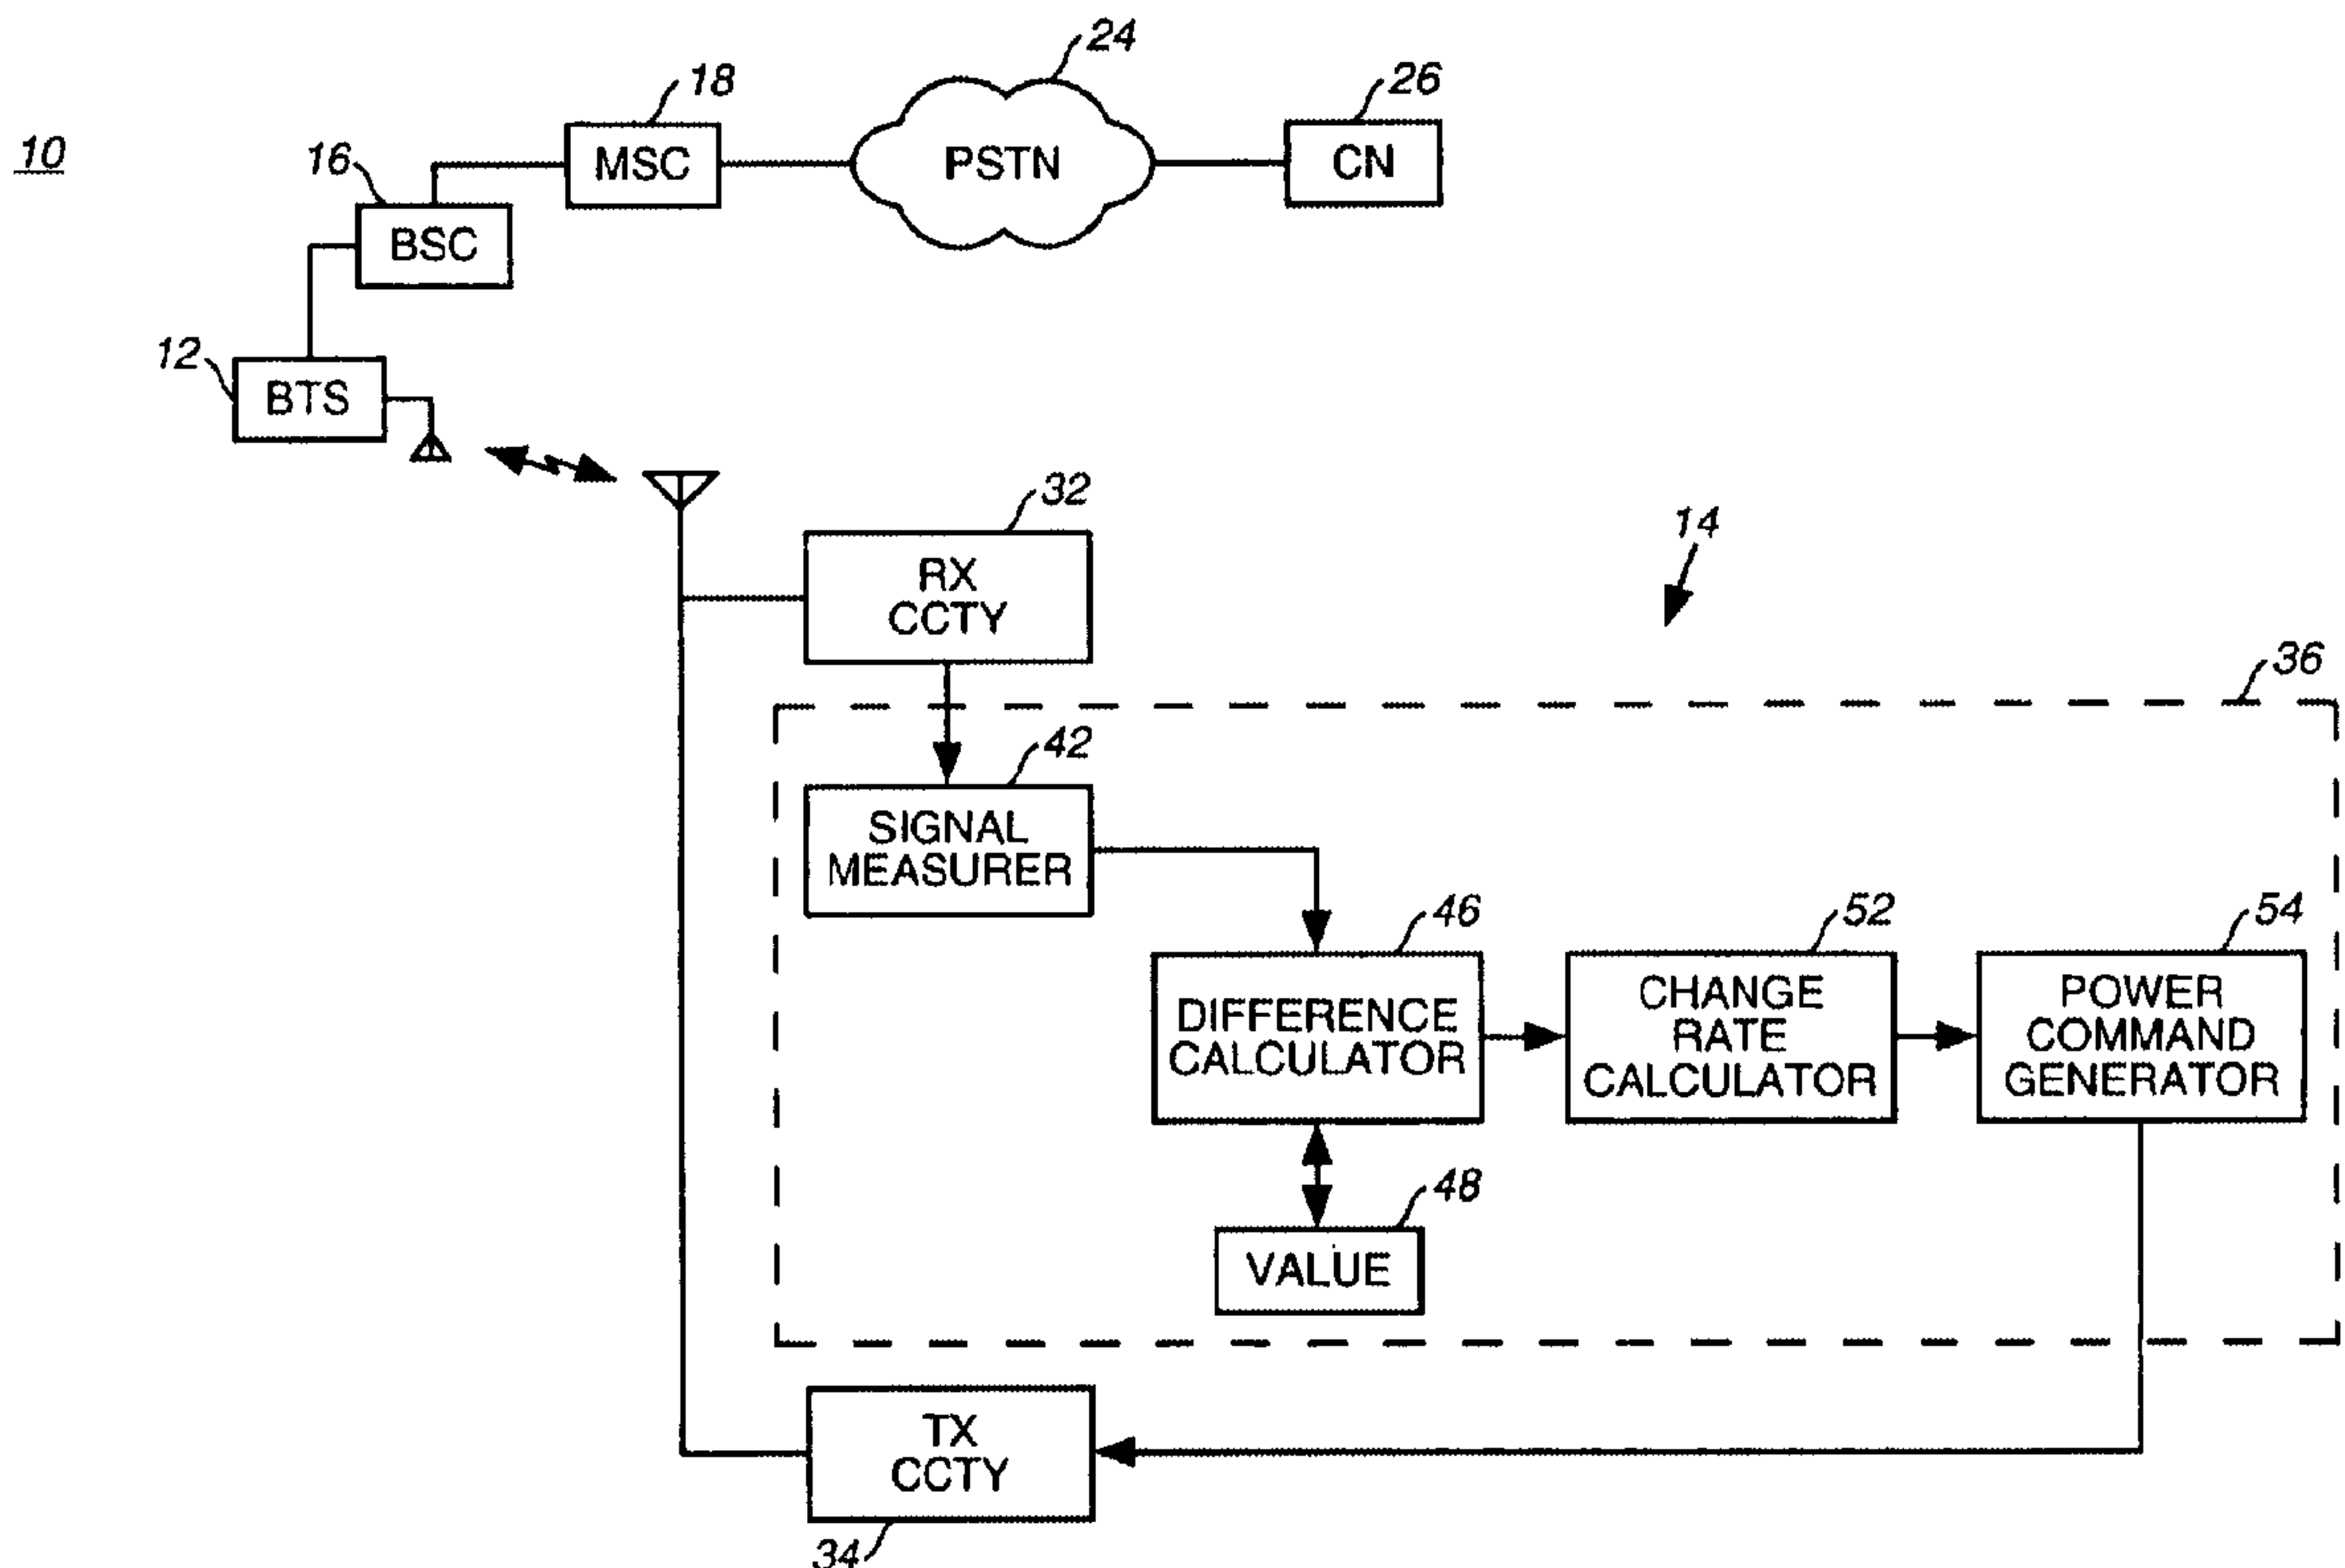 24
18
26
10
16
MSC
PSTN
CN
BSC
12
BTS
32
14
RX
CCTY
36
42
SIGNAL
MEASURER
46
52
54
DIFFERENCE
CALCULATOR
CHANGE
RATE
CALCULATOR
POWER
COMMAND
GENERATOR
48
VALUE
TX
CCTY
34